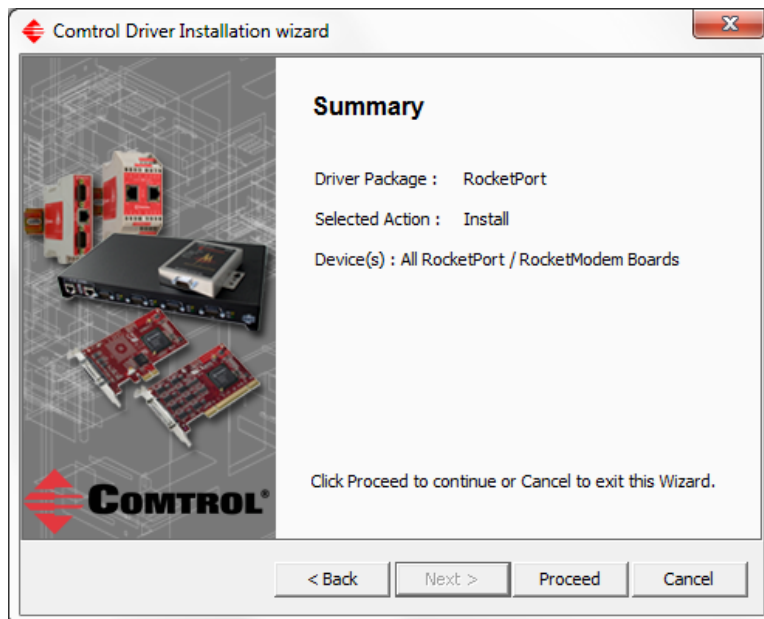 Comtrol Driver Installation wizard
Summary
Driver Package : RocketPort
Selected Action : Install
Device(s) : All RocketPort / RocketModem Boards
Click Proceed to continue or Cancel to exit this Wizard.
COMTROL®
< Back Next > Proceed Cancel